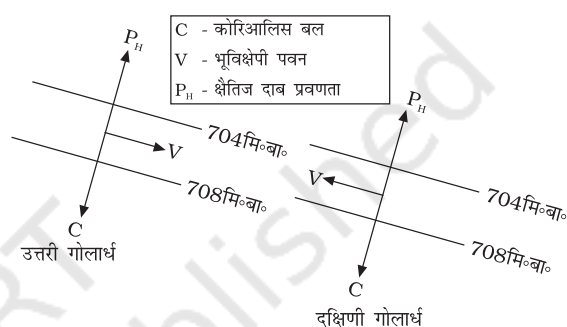 C - कोरिआलिस बल
V - भूविक्षेपी पवन
P_H - क्षैतिज दाब प्रवणता
P_H
704मि॰बा॰
V
708मि॰बा॰
C
उत्तरी गोलार्ध
P_H
704मि॰बा॰
V
708मि॰बा॰
C
दक्षिणी गोलार्ध